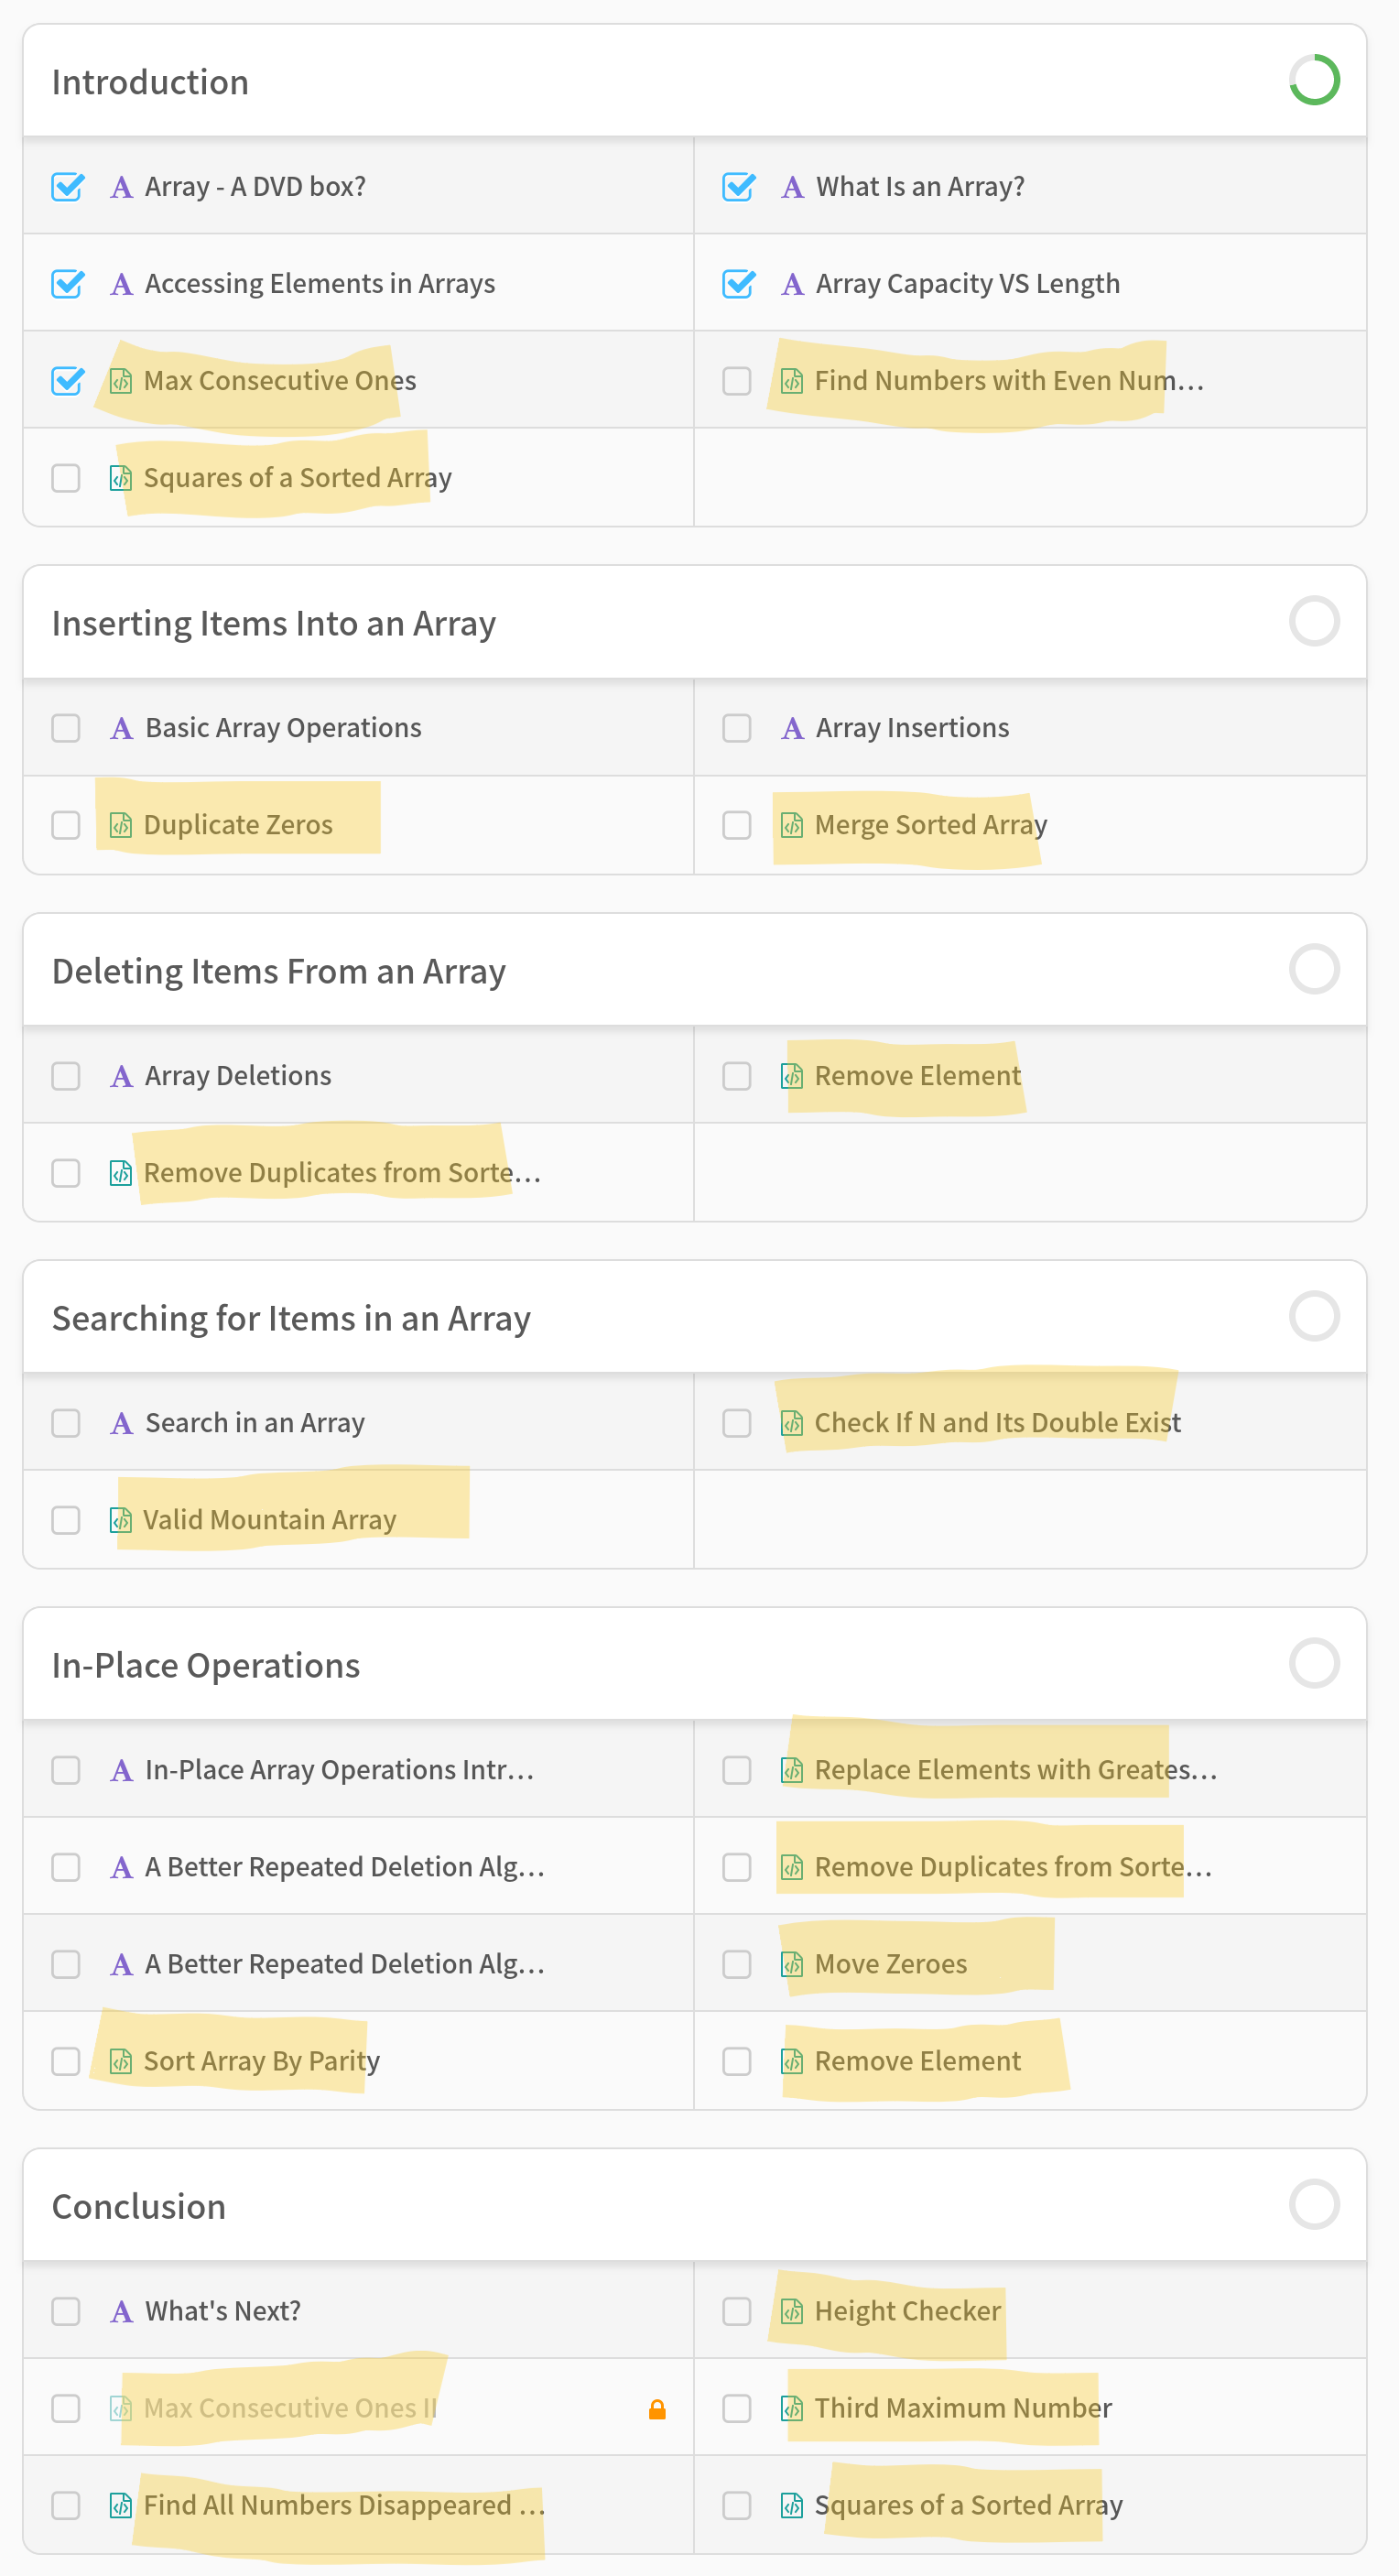 Introduction
Array - A DVD box?
What Is an Array?
Accessing Elements in Arrays
Array Capacity VS Length
Max Consecutive Ones
Find Numbers with Even Num...
Squares of a Sorted Array
Inserting Items Into an Array
Basic Array Operations
Array Insertions
Duplicate Zeros
Merge Sorted Array
Deleting Items From an Array
Array Deletions
Remove Element
Remove Duplicates from Sorte...
Searching for Items in an Array
Search in an Array
Check If N and Its Double Exist
Valid Mountain Array
In-Place Operations
In-Place Array Operations Intr...
Replace Elements with Greates...
A Better Repeated Deletion Alg...
Remove Duplicates from Sorte...
A Better Repeated Deletion Alg...
Move Zeroes
Sort Array By Parity
Remove Element
Conclusion
What's Next?
Height Checker
Max Consecutive Ones II
Third Maximum Number
Find All Numbers Disappeared ...
Squares of a Sorted Array